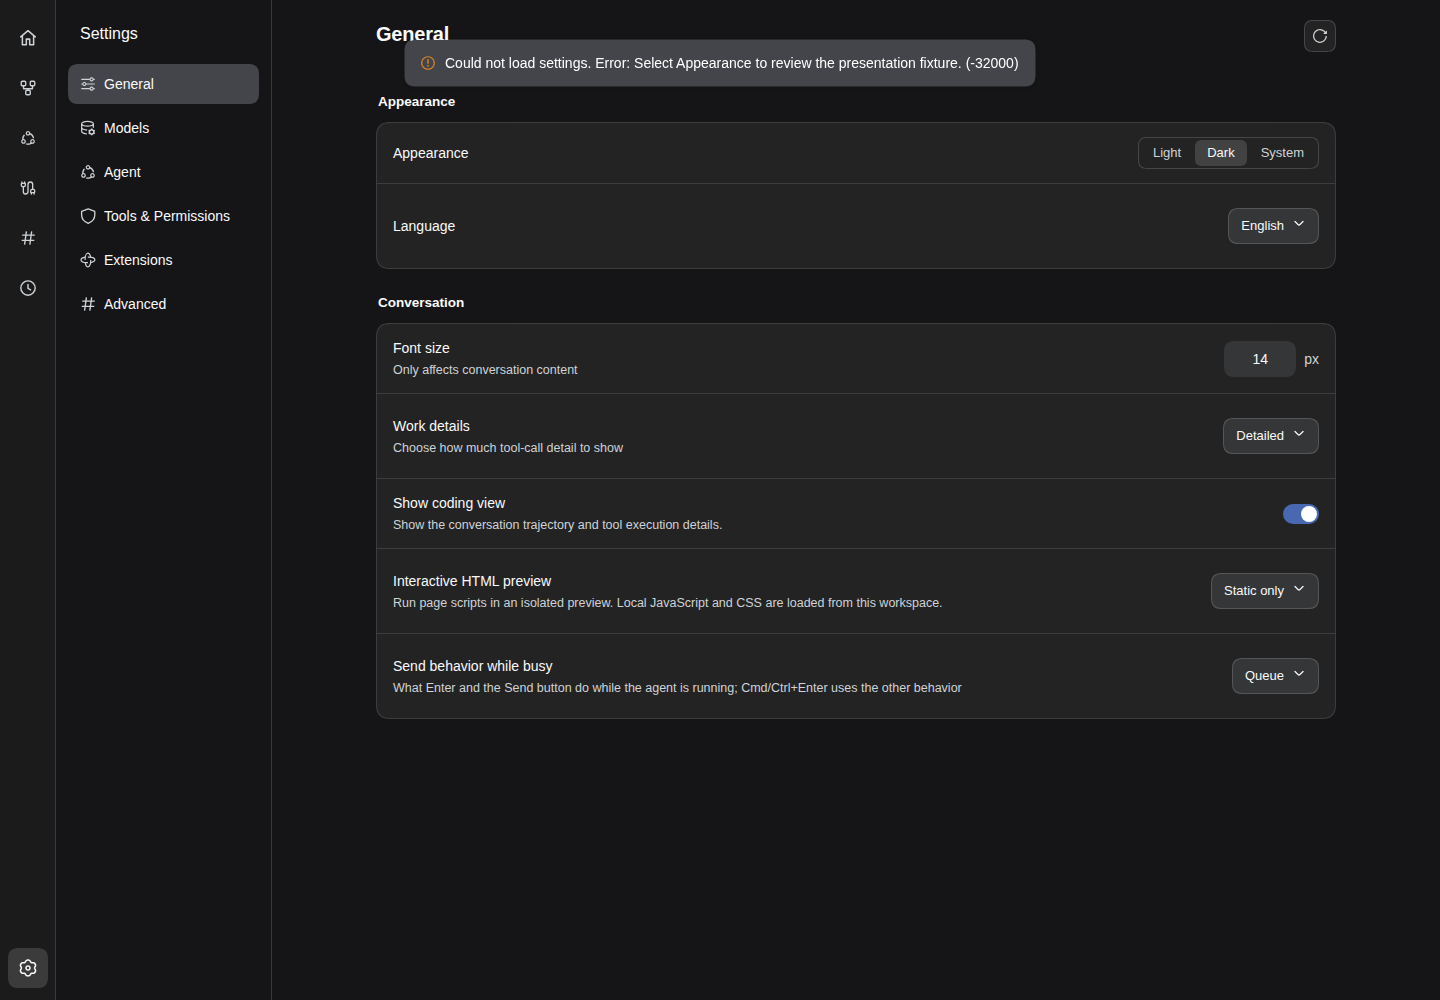 Settings
General
Models
Agent
Tools & Permissions
Extensions
Advanced
General
Could not load settings. Error: Select Appearance to review the presentation fixture. (-32000)
Appearance
Appearance
Light
Dark
System
Language
English
Conversation
Font size
Only affects conversation content
14
px
Work details
Choose how much tool-call detail to show
Detailed
Show coding view
Show the conversation trajectory and tool execution details.
Interactive HTML preview
Run page scripts in an isolated preview. Local JavaScript and CSS are loaded from this workspace.
Static only
Send behavior while busy
What Enter and the Send button do while the agent is running; Cmd/Ctrl+Enter uses the other behavior
Queue